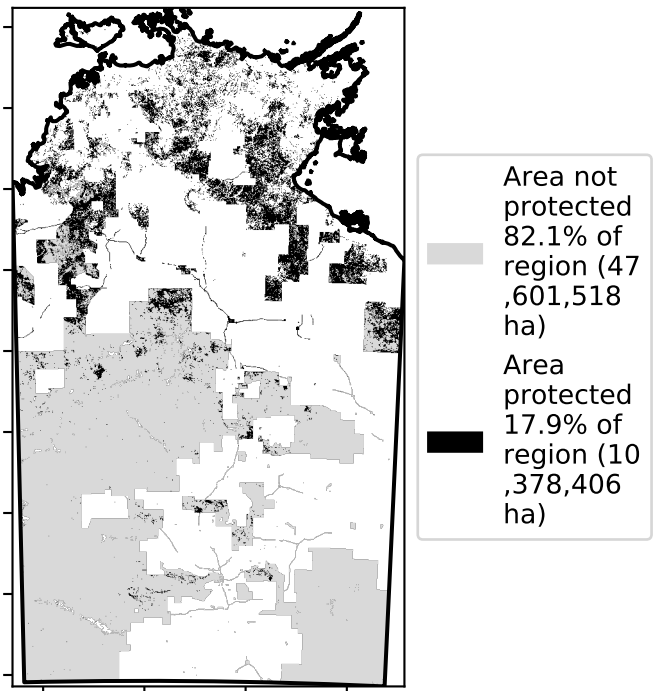 Area not
protected
82.1% of
region (47
,601,518
ha)
Area
protected
17.9% of
region (10
,378,406
ha)